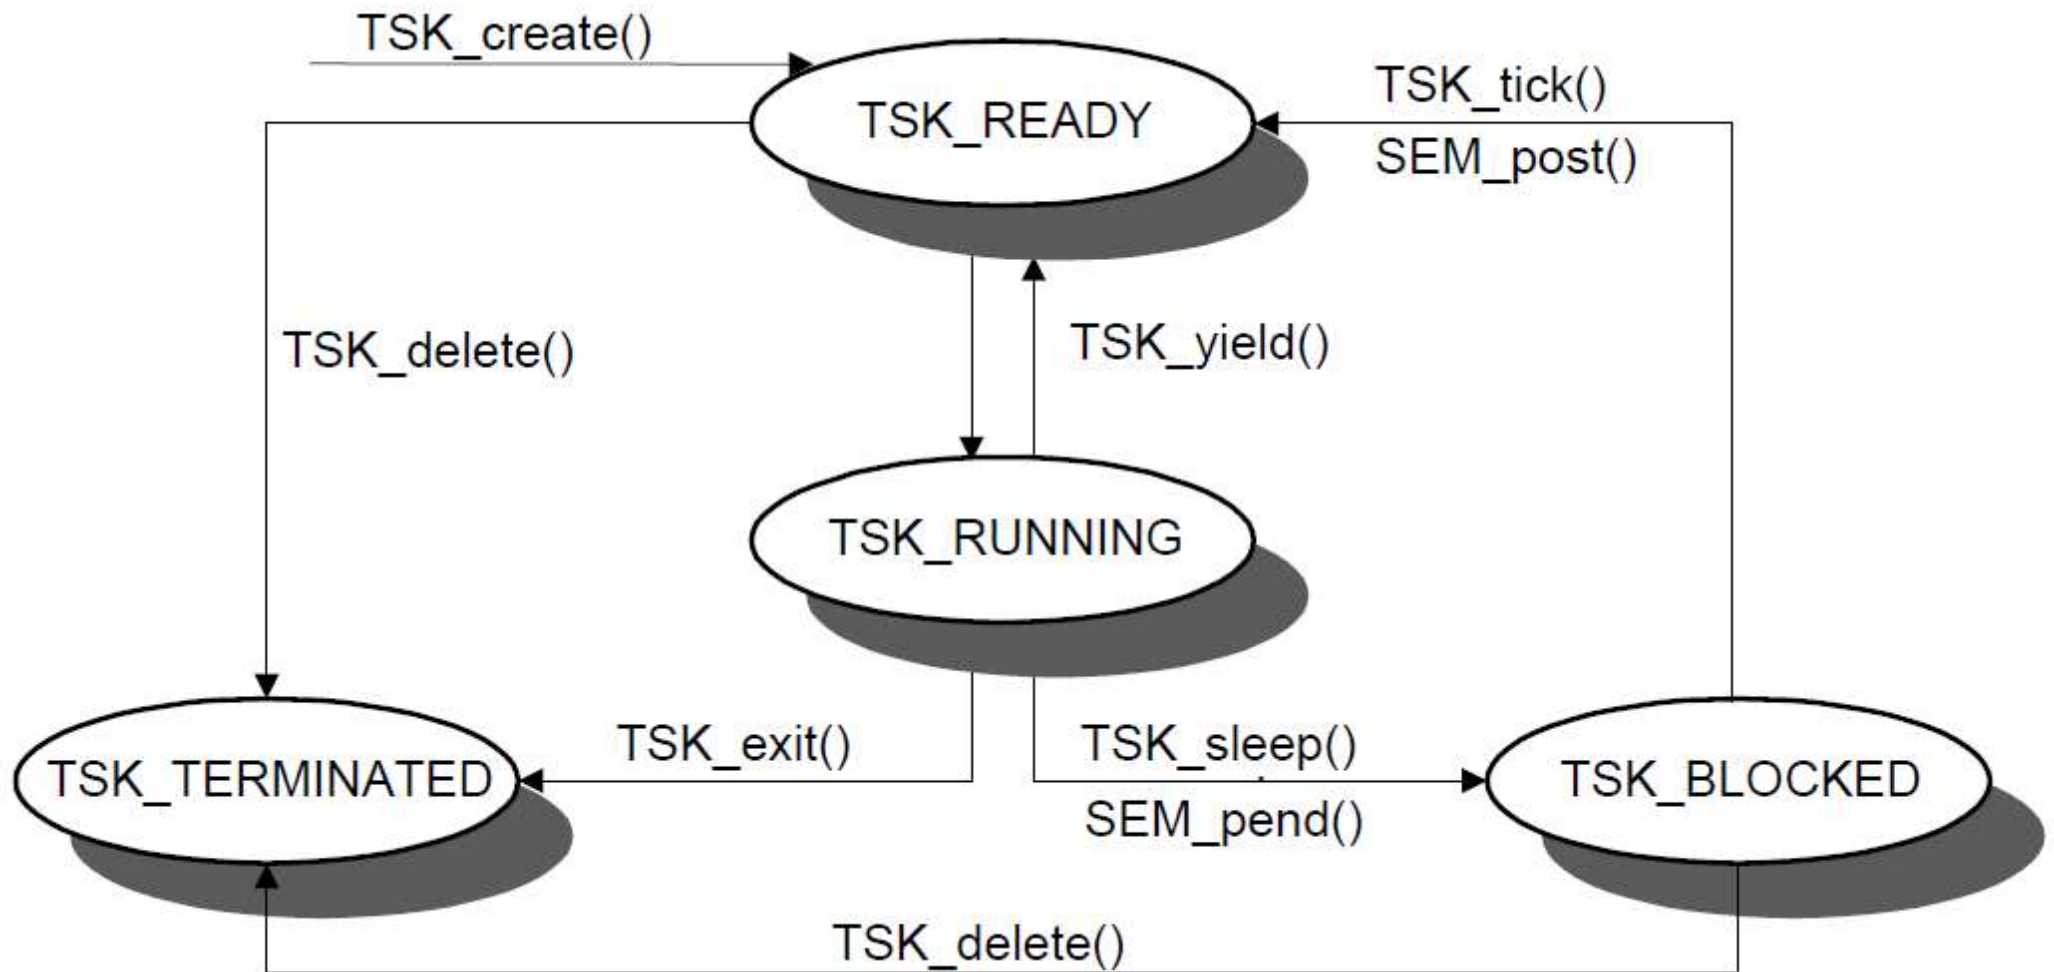 TSK_create()
TSK_READY
TSK_tick()
SEM_post()
TSK_delete()
TSK_yield()
TSK_RUNNING
TSK_exit()
TSK_sleep()
SEM_pend()
TSK_TERMINATED
TSK_BLOCKED
TSK_delete()